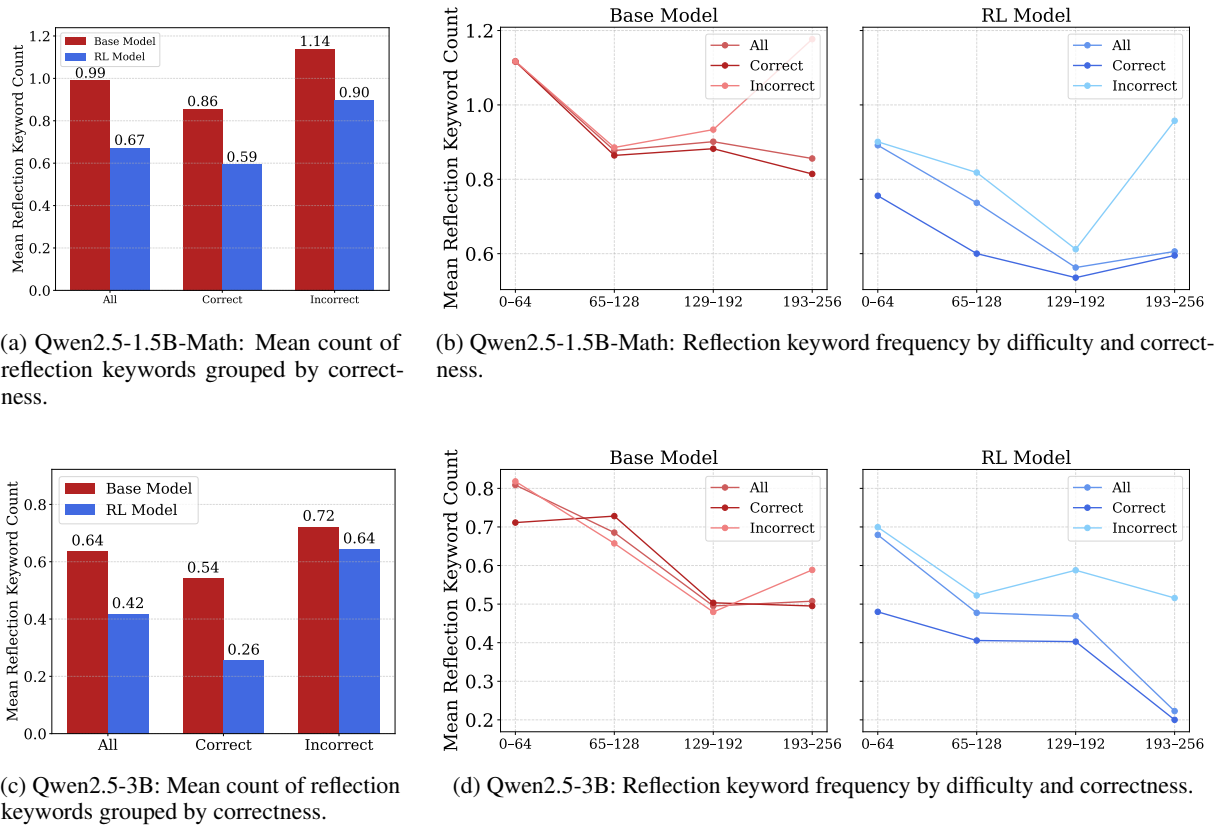 Mean Reflection Keyword Count
1.2
1.0
0.8
0.6
0.4
0.2
0.0
Base Model
RL Model
0.99
0.67
0.86
0.59
1.14
0.90
All
Correct
Incorrect
(a) Qwen2.5-1.5B-Math: Mean count of
reflection keywords grouped by correct-
ness.
Mean Reflection Keyword Count
Base Model
1.2
1.0
0.8
0.6
All
Correct
Incorrect
0–64
65–128
129–192
193–256
RL Model
All
Correct
Incorrect
0–64
65–128
129–192
193–256
(b) Qwen2.5-1.5B-Math: Reflection keyword frequency by difficulty and correct-
ness.
Mean Reflection Keyword Count
0.8
0.6
0.4
0.2
0.0
Base Model
RL Model
0.64
0.42
0.54
0.26
0.72
0.64
All
Correct
Incorrect
(c) Qwen2.5-3B: Mean count of reflection
keywords grouped by correctness.
Mean Reflection Keyword Count
Base Model
0.8
0.7
0.6
0.5
0.4
0.3
0.2
All
Correct
Incorrect
0–64
65–128
129–192
193–256
RL Model
All
Correct
Incorrect
0–64
65–128
129–192
193–256
(d) Qwen2.5-3B: Reflection keyword frequency by difficulty and correctness.